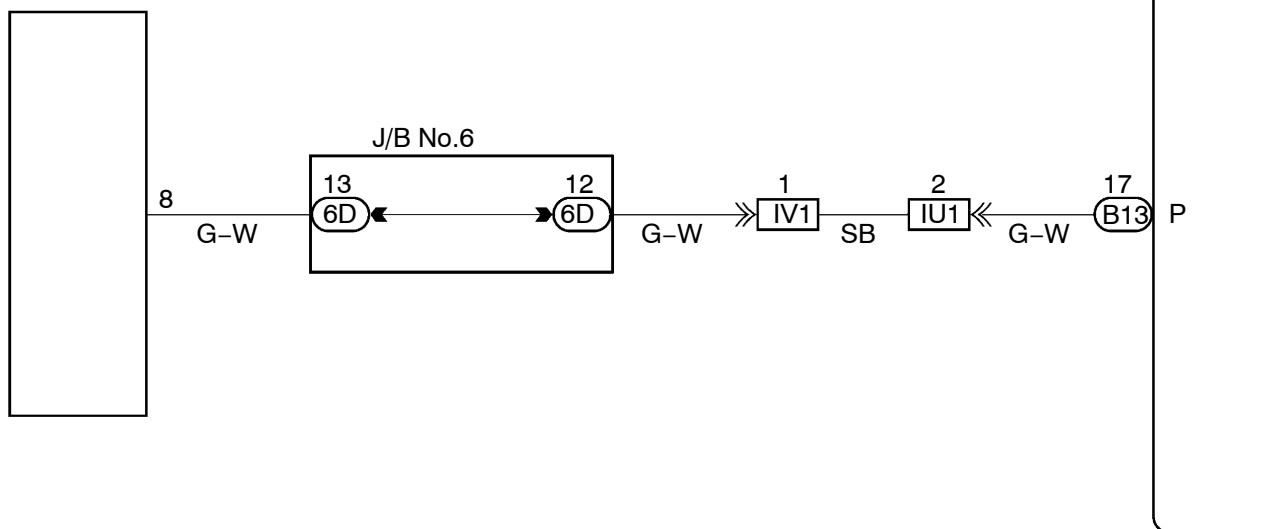 J/B No.6
13 12 1 2 17
8
6D 6D IV1 IU1 B13 P
G−W G−W SB G−W